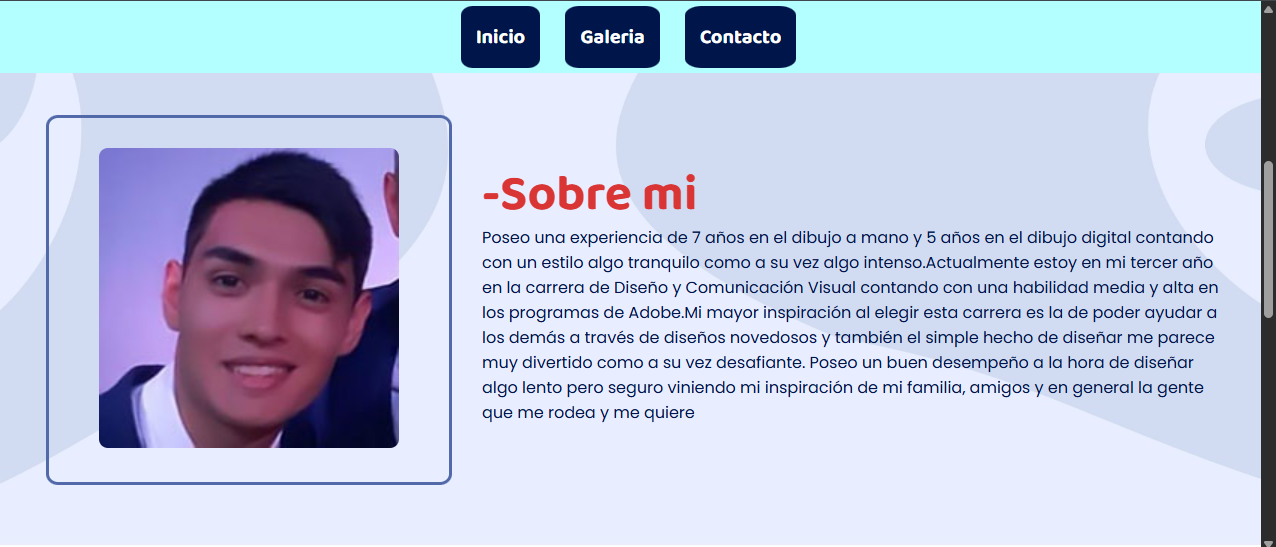 Inicio Galeria Contacto
-Sobre mi
Poseo una experiencia de 7 años en el dibujo a mano y 5 años en el dibujo digital contando
con un estilo algo tranquilo como a su vez algo intenso.Actualmente estoy en mi tercer año
en la carrera de Diseño y Comunicación Visual contando con una habilidad media y alta en
los programas de Adobe.Mi mayor inspiración al elegir esta carrera es la de poder ayudar a
los demás a través de diseños novedosos y también el simple hecho de diseñar me parece
muy divertido como a su vez desafiante. Poseo un buen desempeño a la hora de diseñar
algo lento pero seguro viniendo mi inspiración de mi familia, amigos y en general la gente
que me rodea y me quiere